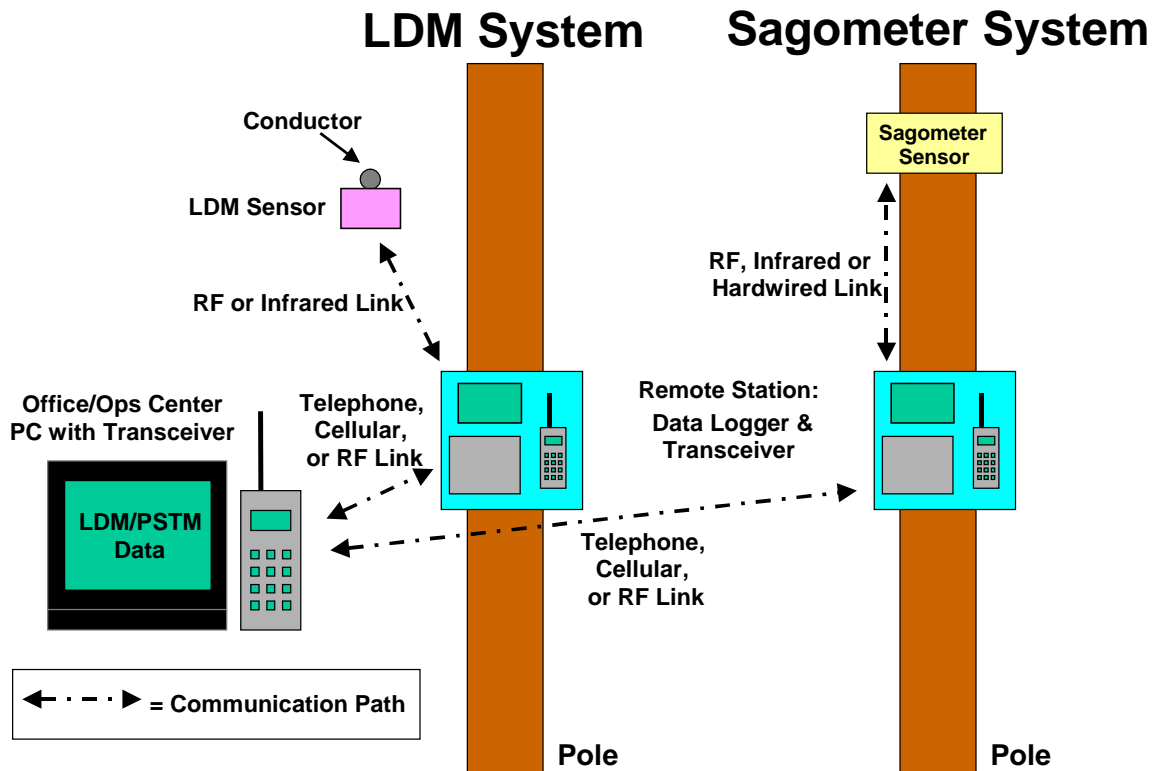 LDM System
Sagometer System
Conductor
LDM Sensor
Sagometer
Sensor
RF or Infrared Link
RF, Infrared or
Hardwired Link
Office/Ops Center
PC with Transceiver
Telephone,
Cellular,
or RF Link
Remote Station:
Data Logger &
Transceiver
LDM/PSTM
Data
Telephone,
Cellular,
or RF Link
= Communication Path
Pole
Pole